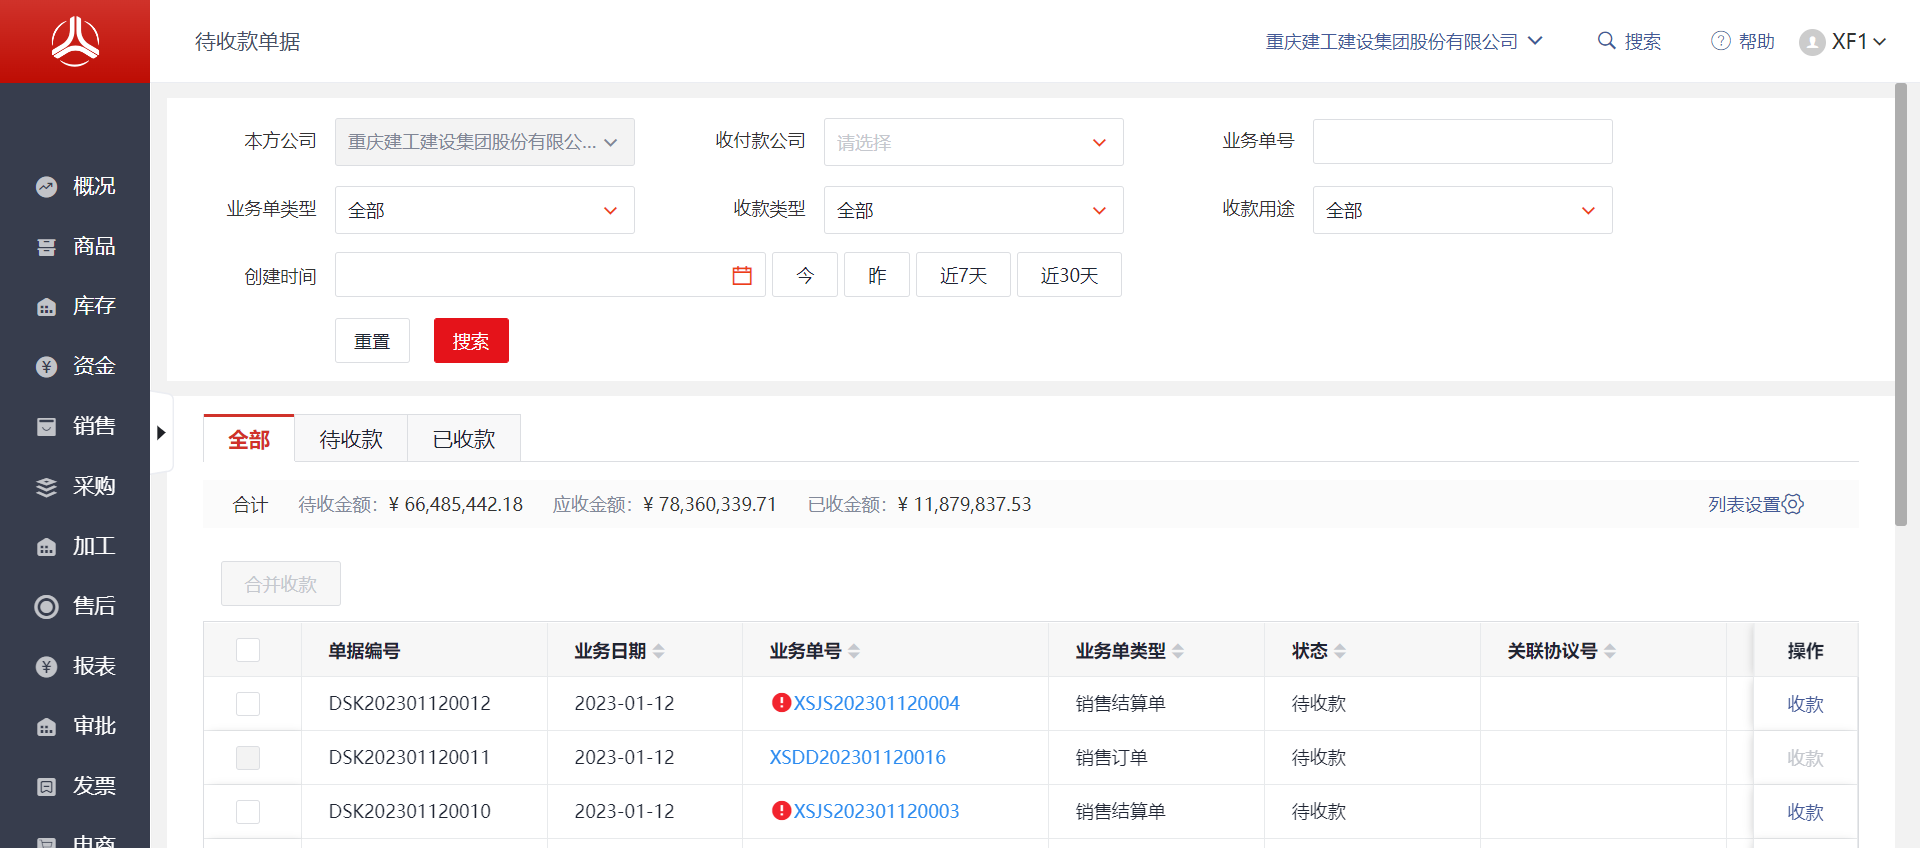 待收款单据
重庆建工建设集团股份有限公司
搜索
帮助
XF1
概况
商品
库存
资金
销售
采购
加工
售后
报表
审批
发票
电商
本方公司 重庆建工建设集团股份有限公... 收付款公司 请选择 业务单号
业务单类型 全部 收款类型 全部 收款用途 全部
创建时间 今 昨 近7天 近30天
重置 搜索
全部 待收款 已收款
合计 待收金额: ¥ 66,485,442.18 应收金额: ¥ 78,360,339.71 已收金额: ¥ 11,879,837.53 列表设置
合并收款
单据编号 业务日期 业务单号 业务单类型 状态 关联协议号 操作
DSK202301120012 2023-01-12 XSJS202301120004 销售结算单 待收款 收款
DSK202301120011 2023-01-12 XSDD202301120016 销售订单 待收款 收款
DSK202301120010 2023-01-12 XSJS202301120003 销售结算单 待收款 收款